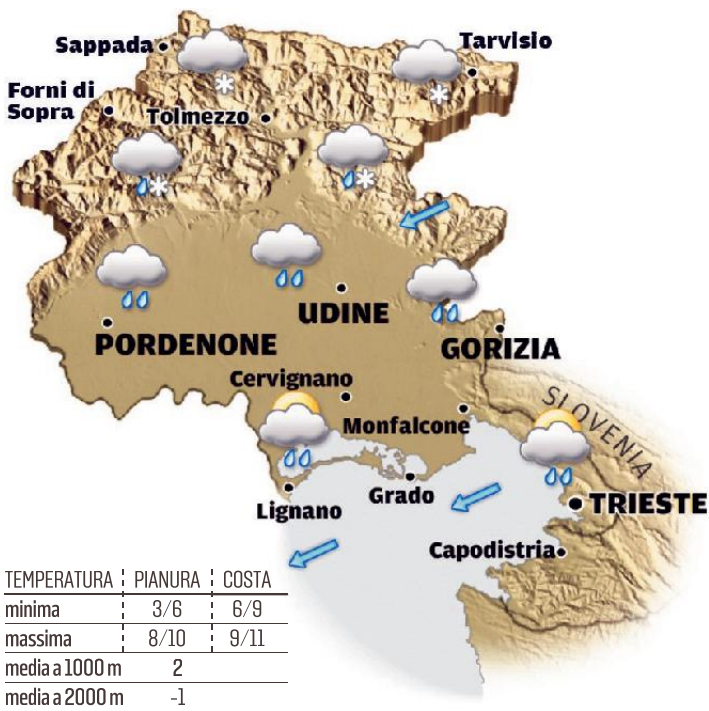 Sappada
Tarvisio
Forni di
Sopra
Tolmezzo
UDINE
PORDENONE
GORIZIA
Cervignano
SLOVENIA
Monfalcone
Lignano
Grado
TRIESTE
Capodistria
TEMPERATURA PIANURA COSTA
minima 3/6 6/9
massima 8/10 9/11
media a 1000 m 2
media a 2000 m -1